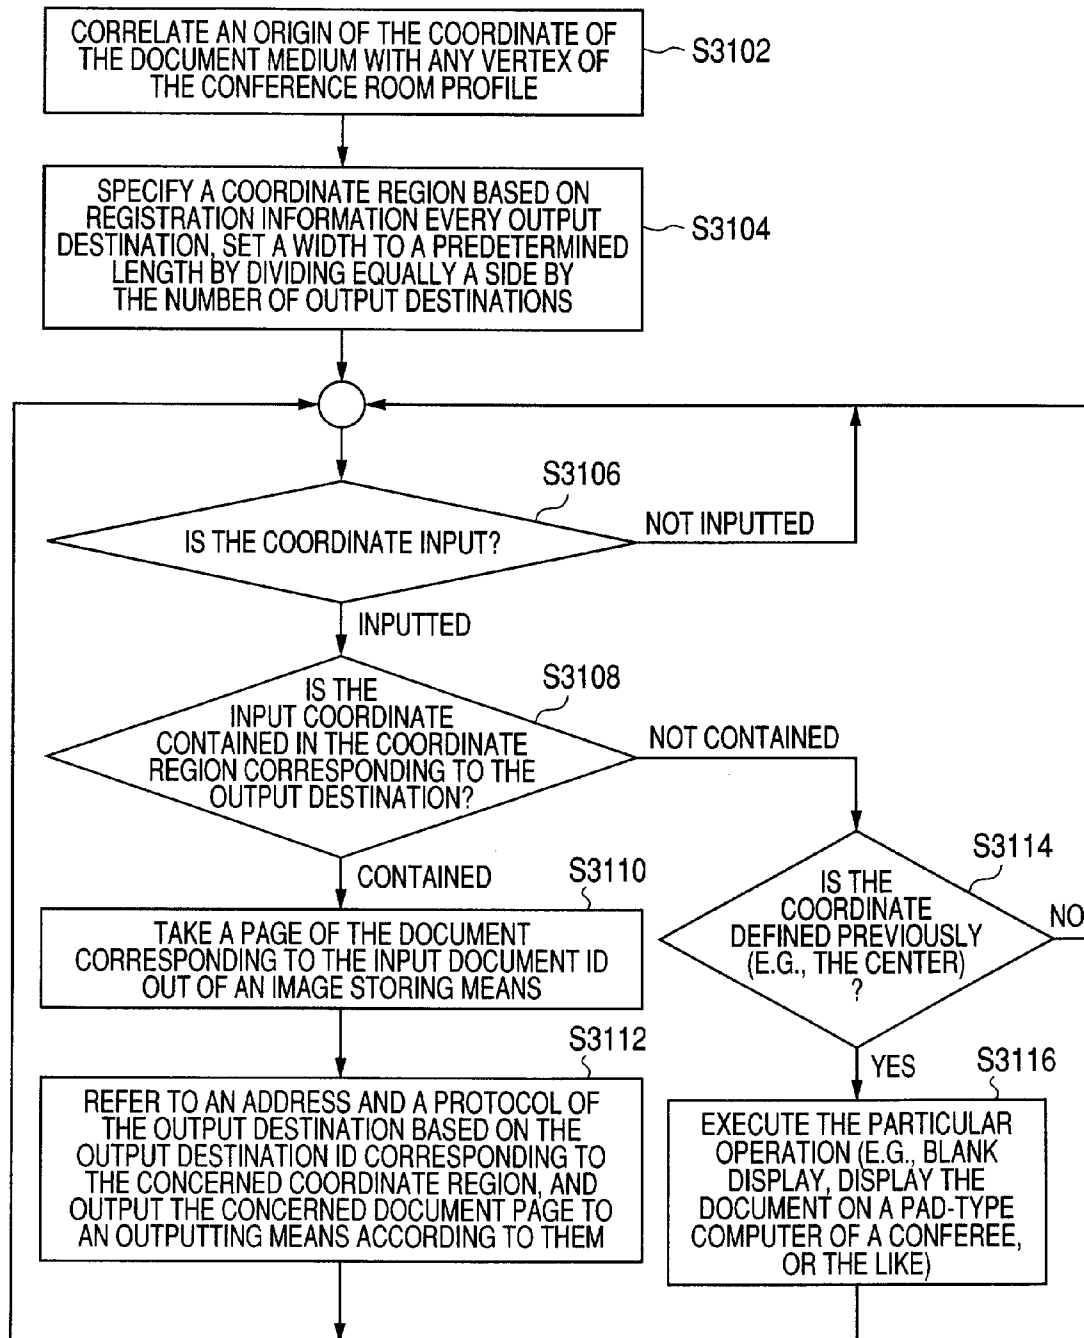 CORRELATE AN ORIGIN OF THE COORDINATE OF
THE DOCUMENT MEDIUM WITH ANY VERTEX OF
THE CONFERENCE ROOM PROFILE
S3102
SPECIFY A COORDINATE REGION BASED ON
REGISTRATION INFORMATION EVERY OUTPUT
DESTINATION, SET A WIDTH TO A PREDETERMINED
LENGTH BY DIVIDING EQUALLY A SIDE BY
THE NUMBER OF OUTPUT DESTINATIONS
S3104
S3106
IS THE COORDINATE INPUT?
NOT INPUTTED
INPUTTED
S3108
IS THE
INPUT COORDINATE
CONTAINED IN THE COORDINATE
REGION CORRESPONDING TO THE
OUTPUT DESTINATION?
NOT CONTAINED
CONTAINED
S3110
TAKE A PAGE OF THE DOCUMENT
CORRESPONDING TO THE INPUT DOCUMENT ID
OUT OF AN IMAGE STORING MEANS
S3114
IS THE
COORDINATE
DEFINED PREVIOUSLY
(E.G., THE CENTER)
?
NO
YES
S3112
REFER TO AN ADDRESS AND A PROTOCOL OF
THE OUTPUT DESTINATION BASED ON THE
OUTPUT DESTINATION ID CORRESPONDING TO
THE CONCERNED COORDINATE REGION, AND
OUTPUT THE CONCERNED DOCUMENT PAGE TO
AN OUTPUTTING MEANS ACCORDING TO THEM
S3116
EXECUTE THE PARTICULAR
OPERATION (E.G., BLANK
DISPLAY, DISPLAY THE
DOCUMENT ON A PAD-TYPE
COMPUTER OF A CONFEREE,
OR THE LIKE)